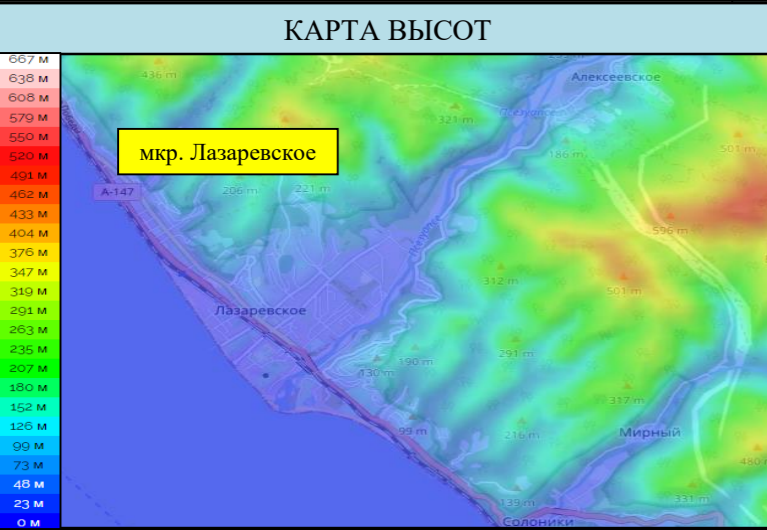 КАРТА ВЫСОТ
667 м
638 м
608 м
579 м
550 м
520 м
491 м
462 м
433 м
404 м
376 м
347 м
319 м
291 м
263 м
235 м
207 м
180 м
152 м
126 м
99 м
73 м
48 м
23 м
0 м
436 m
Алексеевское
321 m
Псезуапсе
мкр. Лазаревское
186 m
501 m
А-147
206 m
221 m
596 m
Псезуапсе
312 m
501 m
Лазаревское
291 m
190 m
130 m
317 m
99 m
216 m
Мирный
480
331 m
139 m
Солоники